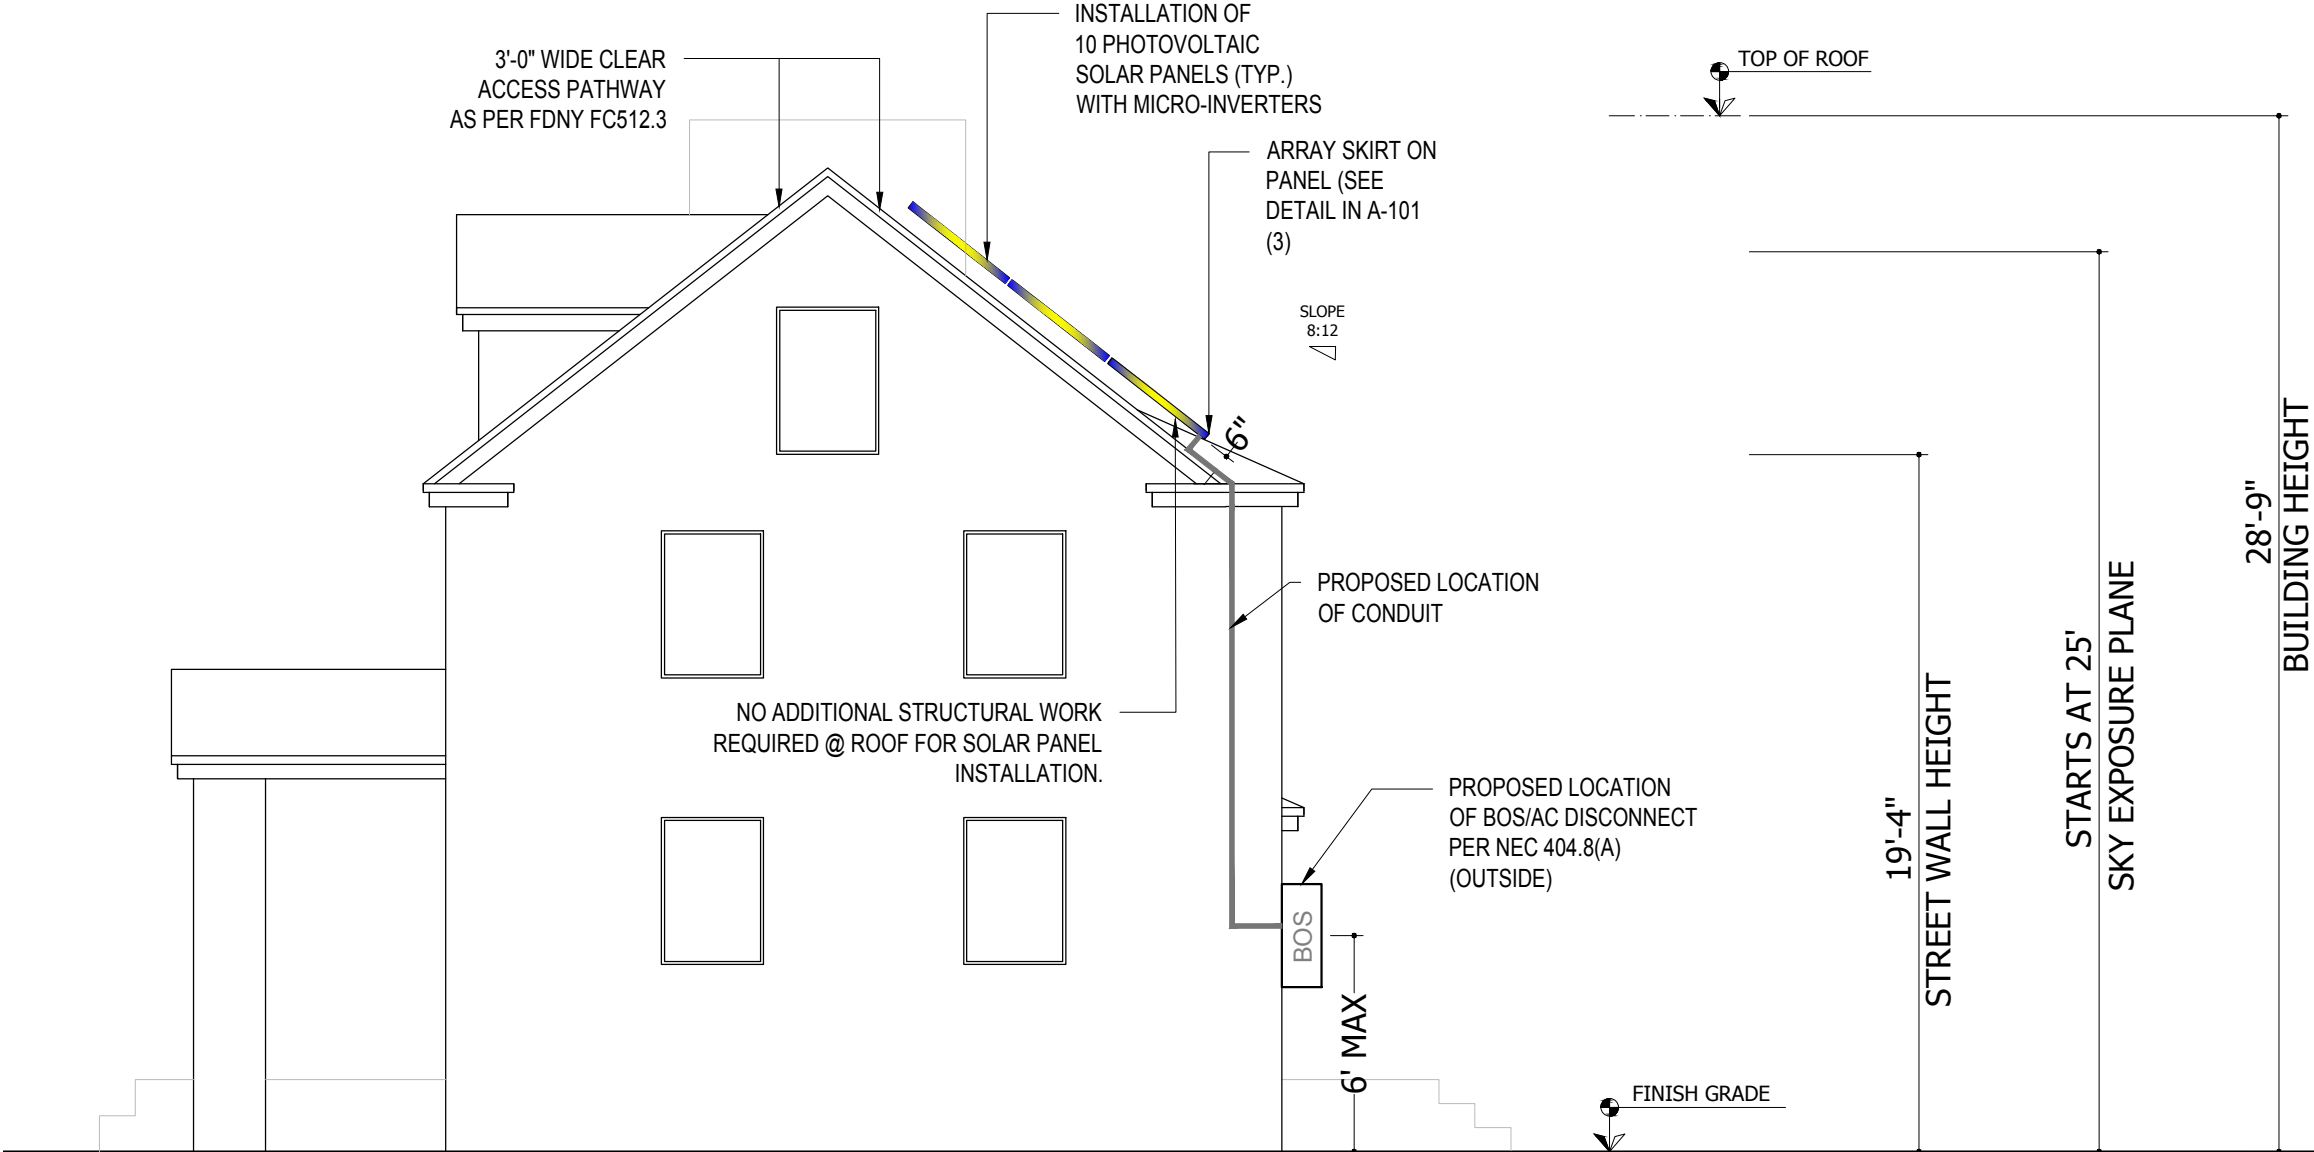 INSTALLATION OF
10 PHOTOVOLTAIC
SOLAR PANELS (TYP.)
WITH MICRO-INVERTERS
3'-0" WIDE CLEAR
ACCESS PATHWAY
AS PER FDNY FC512.3
TOP OF ROOF
ARRAY SKIRT ON
PANEL (SEE
DETAIL IN A-101
(3)
SLOPE
8:12
6"
PROPOSED LOCATION
OF CONDUIT
NO ADDITIONAL STRUCTURAL WORK
REQUIRED @ ROOF FOR SOLAR PANEL
INSTALLATION.
PROPOSED LOCATION
OF BOS/AC DISCONNECT
PER NEC 404.8(A)
(OUTSIDE)
BOS
6' MAX
FINISH GRADE
19'-4"
STREET WALL HEIGHT
STARTS AT 25'
SKY EXPOSURE PLANE
28'-9"
BUILDING HEIGHT